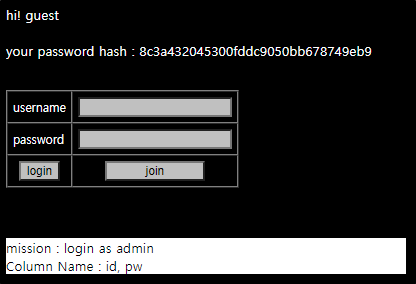 hi! guest
your password hash : 8c3a432045300fddc9050bb678749eb9
username
password
login join
mission : login as admin
Column Name : id, pw